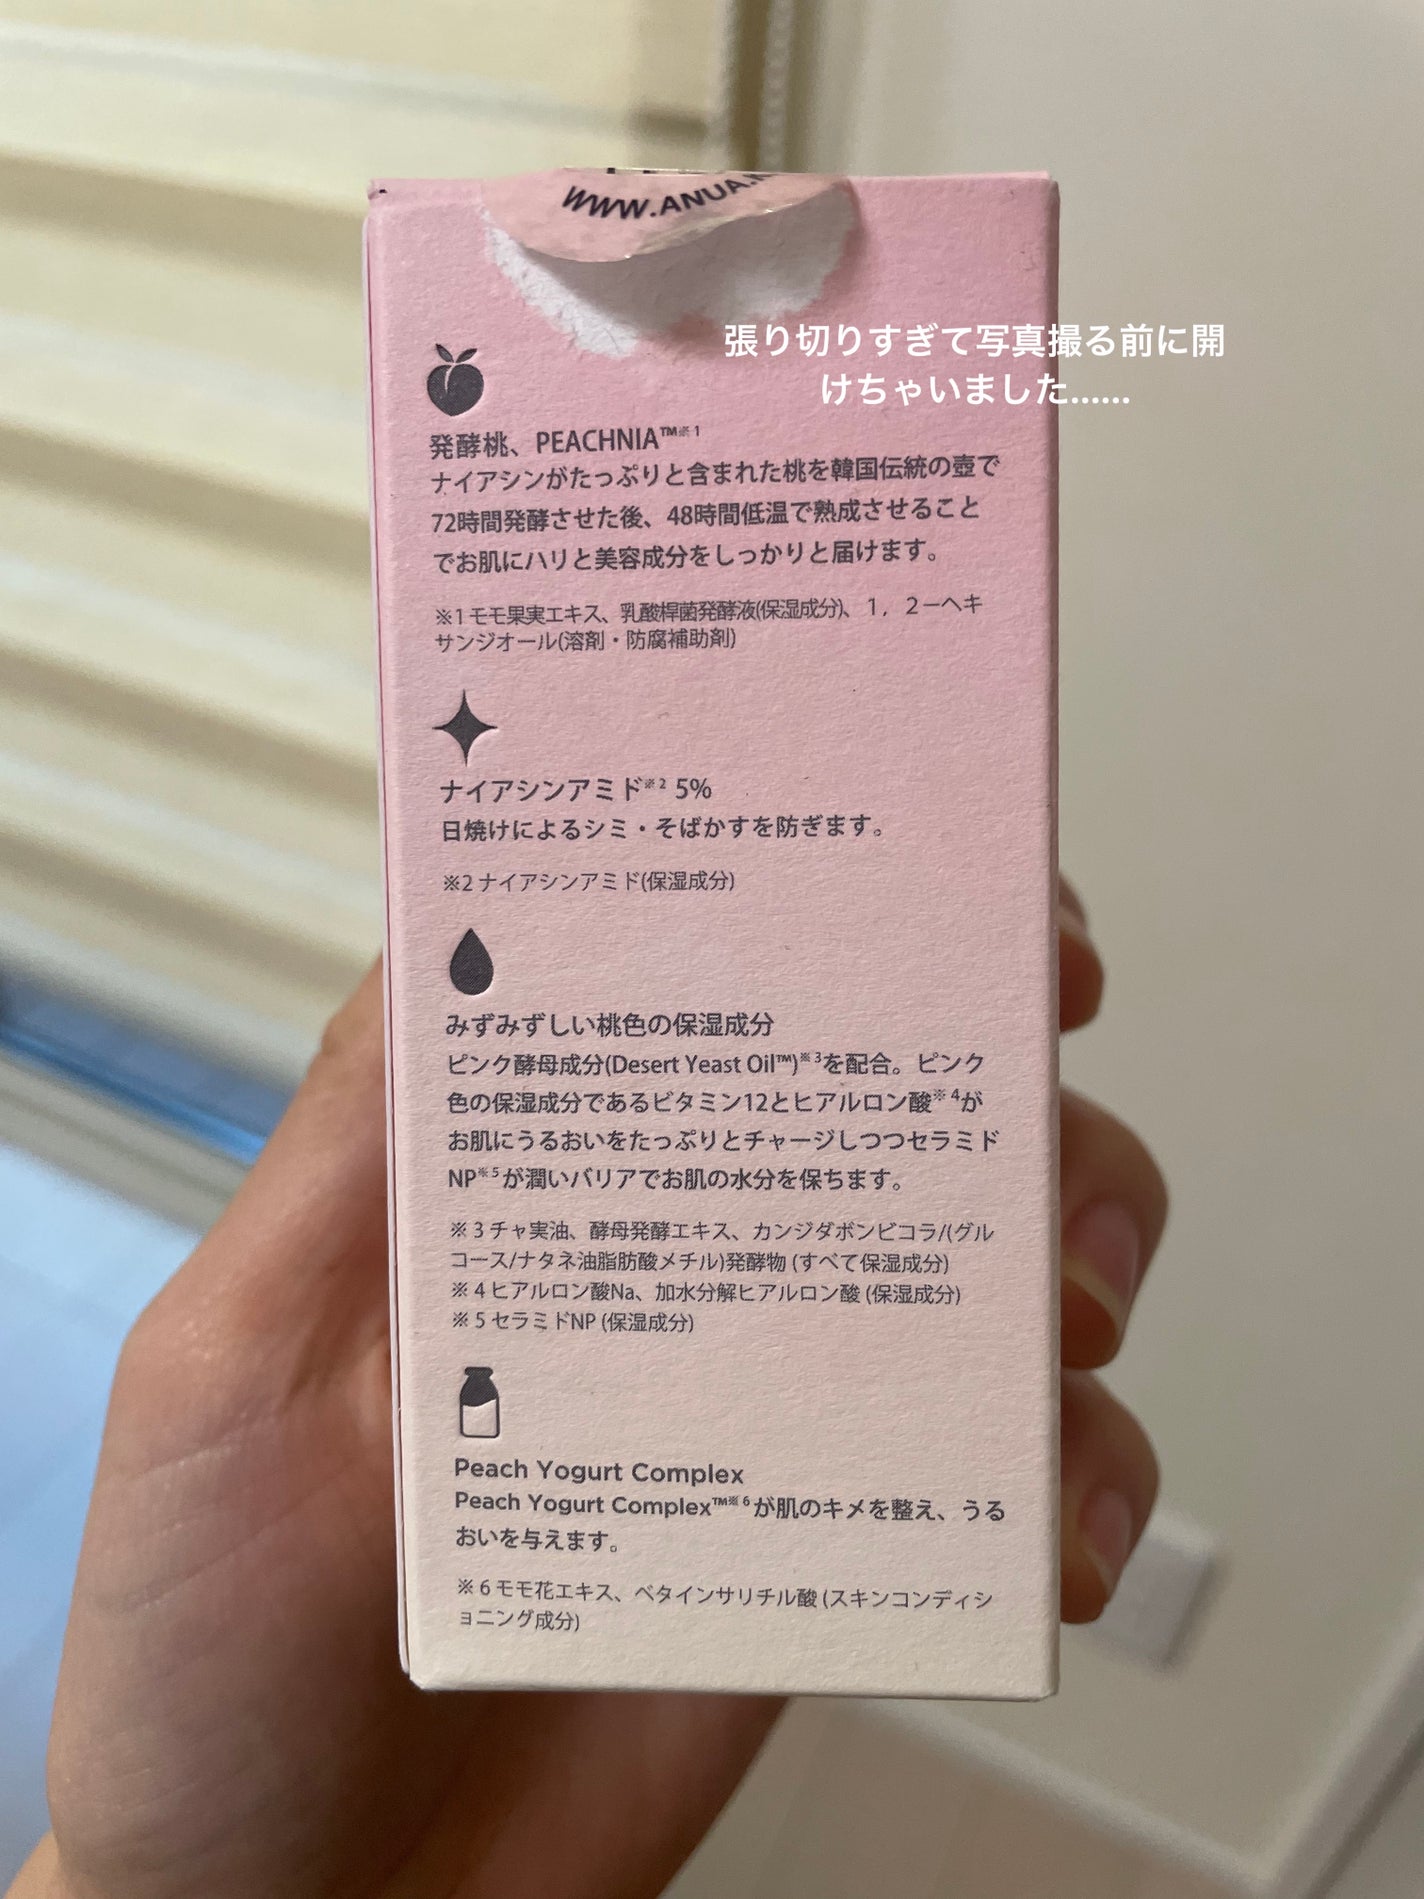 WWW.ANUA.
張り切りすぎて写真撮る前に開
けちゃいました......
発酵桃、PEACHNIA™※1
ナイアシンがたっぷりと含まれた桃を韓国伝統の壺で
72時間発酵させた後、48時間低温で熟成させること
でお肌にハリと美容成分をしっかりと届けます。
※1 モモ果実エキス、乳酸桿菌発酵液(保湿成分)、１，２－ヘキ
サンジオール(溶剤・防腐補助剤)
ナイアシンアミド※2 5%
日焼けによるシミ・そばかすを防ぎます。
※2 ナイアシンアミド(保湿成分)
みずみずしい桃色の保湿成分
ピンク酵母成分(Desert Yeast Oil™)※3を配合。ピンク
色の保湿成分であるビタミン12とヒアルロン酸※4が
お肌にうるおいをたっぷりとチャージしつつセラミド
NP※5が潤いバリアでお肌の水分を保ちます。
※3 チャ実油、酵母発酵エキス、カンジダボンビコラ/(グル
コース/ナタネ油脂肪酸メチル)発酵物 (すべて保湿成分)
※4 ヒアルロン酸Na、加水分解ヒアルロン酸 (保湿成分)
※5 セラミドNP (保湿成分)
Peach Yogurt Complex
Peach Yogurt Complex™※6が肌のキメを整え、うる
おいを与えます。
※6 モモ花エキス、ベタインサリチル酸 (スキンコンディシ
ョニング成分)